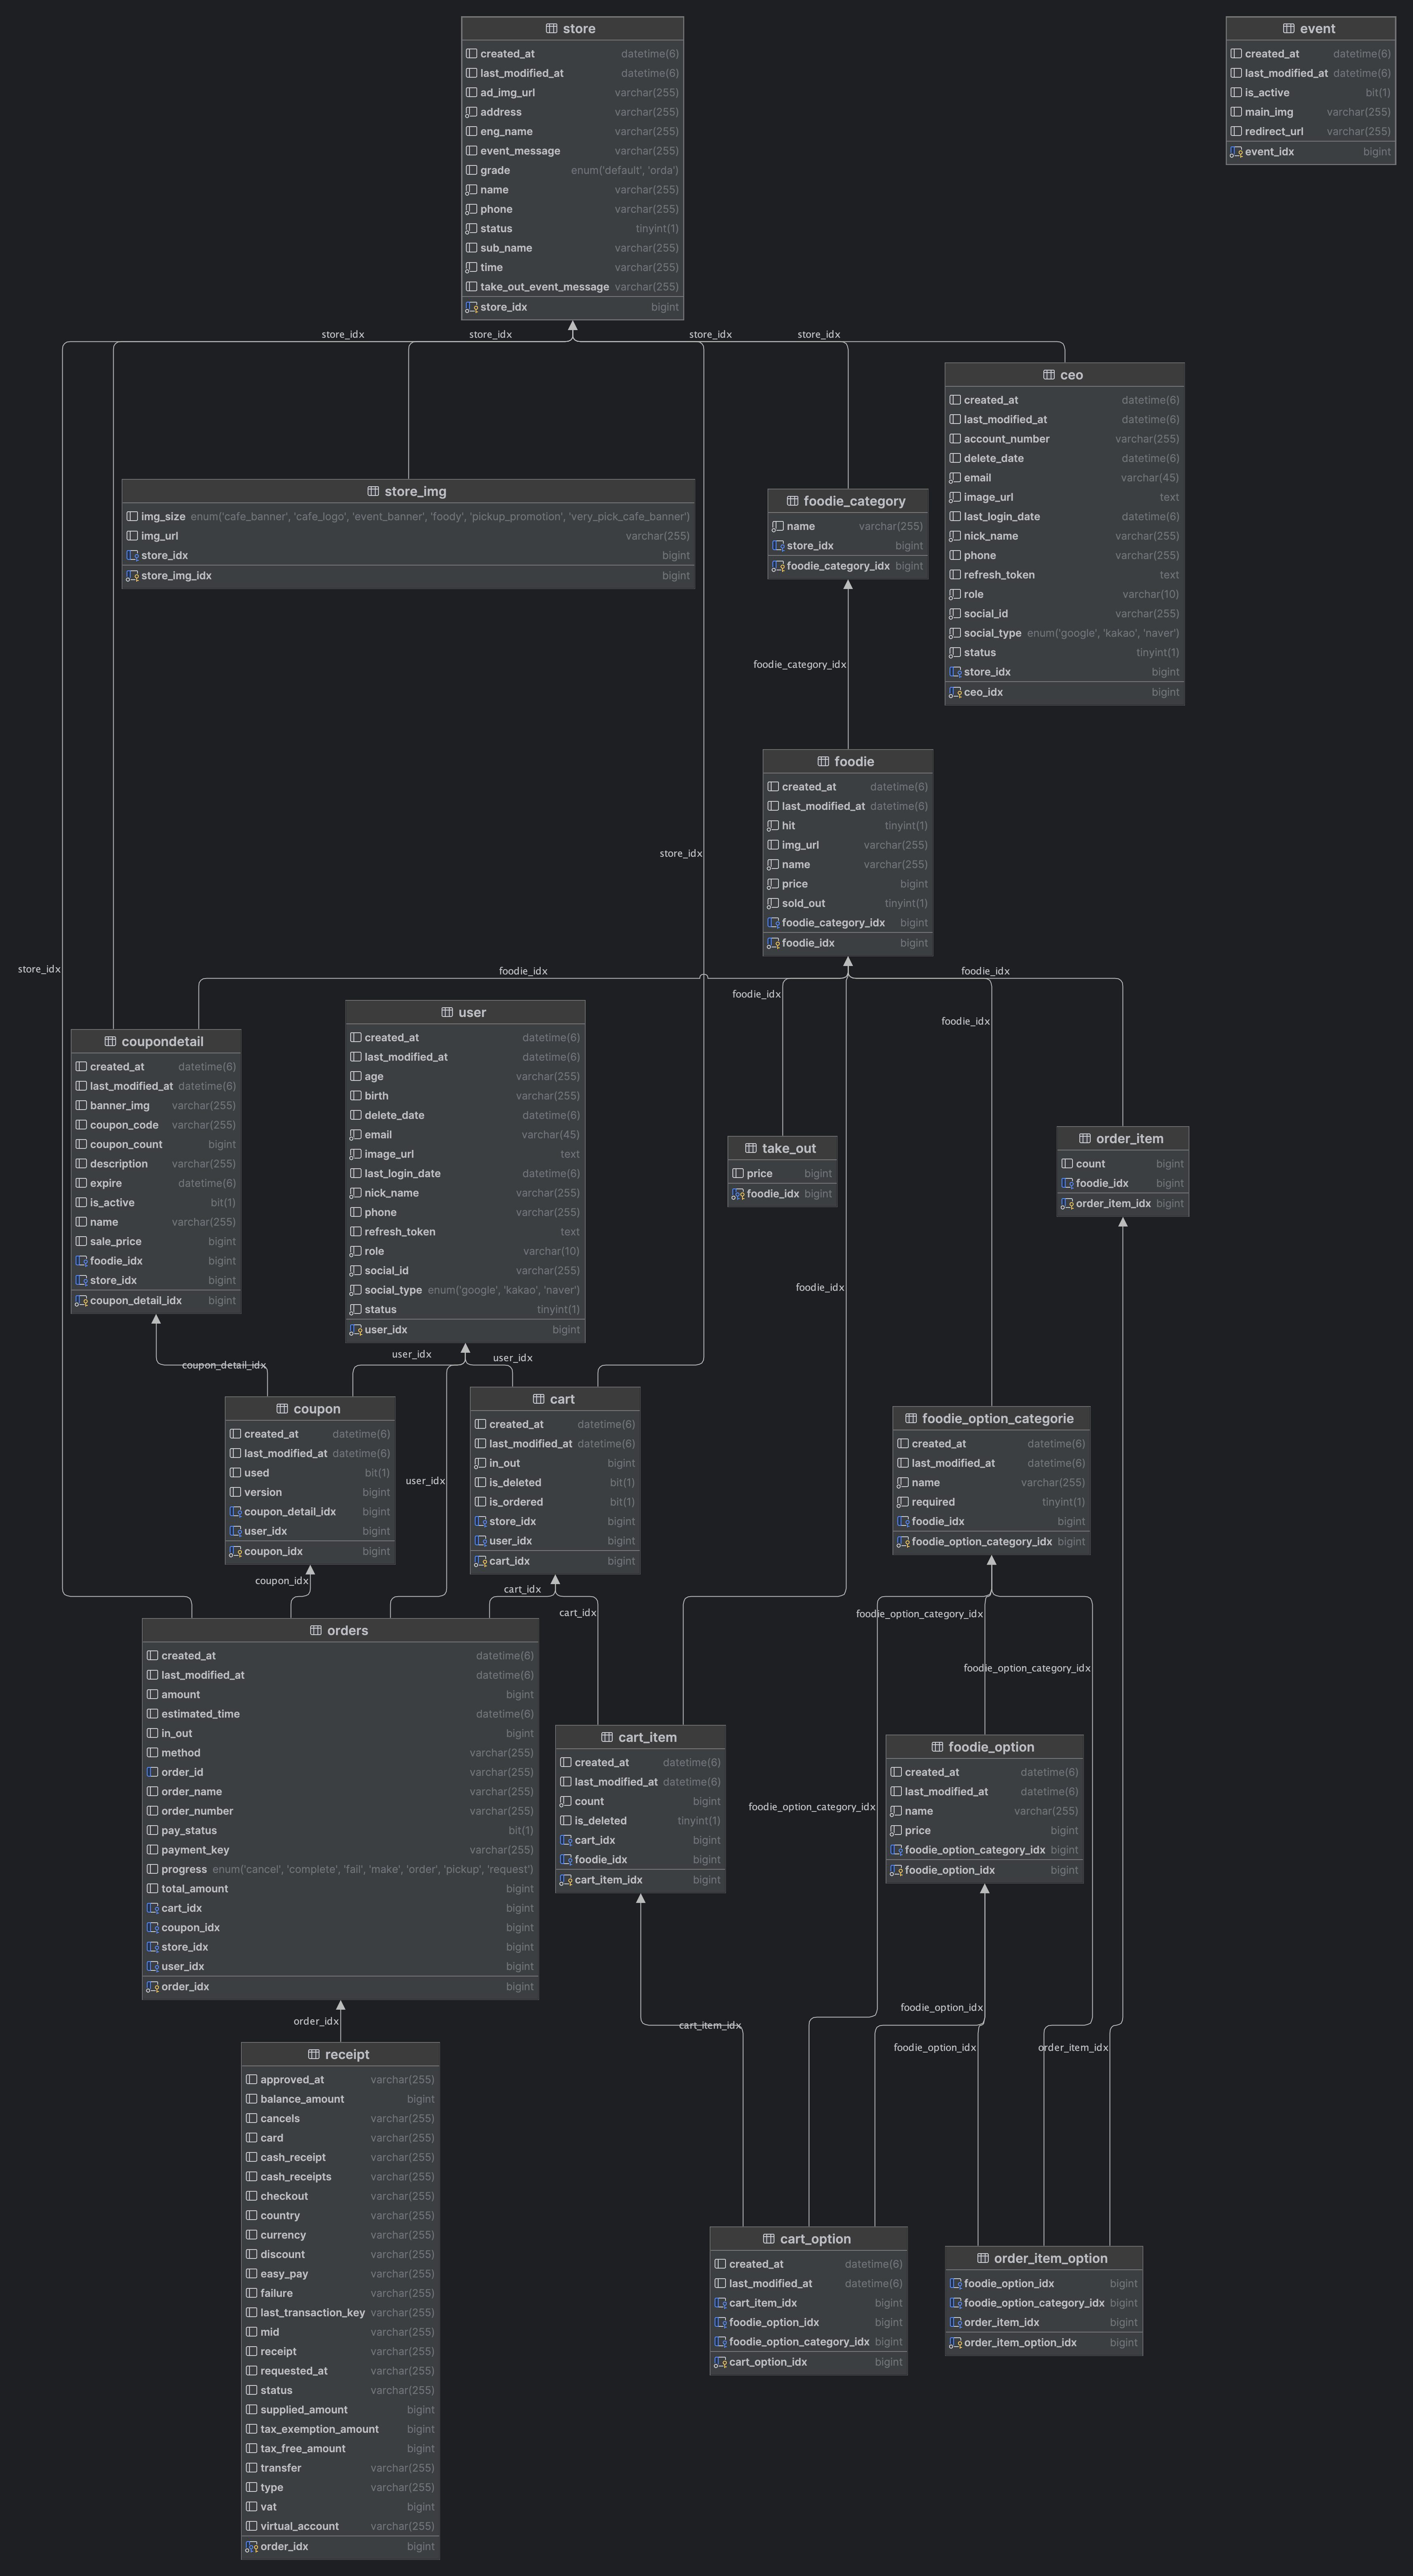 store
created_at datetime(6)
last_modified_at datetime(6)
ad_img_url varchar(255)
address varchar(255)
eng_name varchar(255)
event_message varchar(255)
grade enum('default', 'orda')
name varchar(255)
phone varchar(255)
status tinyint(1)
sub_name varchar(255)
time varchar(255)
take_out_event_message varchar(255)
store_idx bigint
event
created_at datetime(6)
last_modified_at datetime(6)
is_active bit(1)
main_img varchar(255)
redirect_url varchar(255)
event_idx bigint
store_idx
store_idx
store_idx
store_idx
ceo
created_at datetime(6)
last_modified_at datetime(6)
account_number varchar(255)
delete_date datetime(6)
email varchar(45)
image_url text
last_login_date datetime(6)
nick_name varchar(255)
phone varchar(255)
refresh_token text
role varchar(10)
social_id varchar(255)
social_type enum('google', 'kakao', 'naver')
status tinyint(1)
store_idx bigint
ceo_idx bigint
store_img
img_size enum('cafe_banner', 'cafe_logo', 'event_banner', 'foody', 'pickup_promotion', 'very_pick_cafe_banner')
img_url varchar(255)
store_idx bigint
store_img_idx bigint
foodie_category
name varchar(255)
store_idx bigint
foodie_category_idx bigint
foodie_category_idx
foodie
created_at datetime(6)
last_modified_at datetime(6)
hit tinyint(1)
img_url varchar(255)
name varchar(255)
price bigint
sold_out tinyint(1)
foodie_category_idx bigint
foodie_idx bigint
store_idx
store_idx
foodie_idx
foodie_idx
foodie_idx
foodie_idx
coupondetail
created_at datetime(6)
last_modified_at datetime(6)
banner_img varchar(255)
coupon_code varchar(255)
coupon_count bigint
description varchar(255)
expire datetime(6)
is_active bit(1)
name varchar(255)
sale_price bigint
foodie_idx bigint
store_idx bigint
coupon_detail_idx bigint
user
created_at datetime(6)
last_modified_at datetime(6)
age varchar(255)
birth varchar(255)
delete_date datetime(6)
email varchar(45)
image_url text
last_login_date datetime(6)
nick_name varchar(255)
phone varchar(255)
refresh_token text
role varchar(10)
social_id varchar(255)
social_type enum('google', 'kakao', 'naver')
status tinyint(1)
user_idx bigint
take_out
price bigint
foodie_idx bigint
order_item
count bigint
foodie_idx bigint
order_item_idx bigint
foodie_idx
coupon_detail_idx
user_idx
user_idx
coupon
created_at datetime(6)
last_modified_at datetime(6)
used bit(1)
version bigint
coupon_detail_idx bigint
user_idx bigint
coupon_idx bigint
user_idx
cart
created_at datetime(6)
last_modified_at datetime(6)
in_out bigint
is_deleted bit(1)
is_ordered bit(1)
store_idx bigint
user_idx bigint
cart_idx bigint
foodie_option_categorie
created_at datetime(6)
last_modified_at datetime(6)
name varchar(255)
required tinyint(1)
foodie_idx bigint
foodie_option_category_idx bigint
coupon_idx
cart_idx
cart_idx
foodie_option_category_idx
foodie_option_category_idx
foodie_option_category_idx
orders
created_at datetime(6)
last_modified_at datetime(6)
amount bigint
estimated_time datetime(6)
in_out bigint
method varchar(255)
order_id varchar(255)
order_name varchar(255)
order_number varchar(255)
pay_status bit(1)
payment_key varchar(255)
progress enum('cancel', 'complete', 'fail', 'make', 'order', 'pickup', 'request')
total_amount bigint
cart_idx bigint
coupon_idx bigint
store_idx bigint
user_idx bigint
order_idx bigint
cart_item
created_at datetime(6)
last_modified_at datetime(6)
count bigint
is_deleted tinyint(1)
cart_idx bigint
foodie_idx bigint
cart_item_idx bigint
foodie_option
created_at datetime(6)
last_modified_at datetime(6)
name varchar(255)
price bigint
foodie_option_category_idx bigint
foodie_option_idx bigint
order_idx
cart_item_idx
foodie_option_idx
foodie_option_idx
order_item_idx
receipt
approved_at varchar(255)
balance_amount bigint
cancels varchar(255)
card varchar(255)
cash_receipt varchar(255)
cash_receipts varchar(255)
checkout varchar(255)
country varchar(255)
currency varchar(255)
discount varchar(255)
easy_pay varchar(255)
failure varchar(255)
last_transaction_key varchar(255)
mid varchar(255)
receipt varchar(255)
requested_at varchar(255)
status varchar(255)
supplied_amount bigint
tax_exemption_amount bigint
tax_free_amount bigint
transfer varchar(255)
type varchar(255)
vat bigint
virtual_account varchar(255)
order_idx bigint
cart_option
created_at datetime(6)
last_modified_at datetime(6)
cart_item_idx bigint
foodie_option_idx bigint
foodie_option_category_idx bigint
cart_option_idx bigint
order_item_option
foodie_option_idx bigint
foodie_option_category_idx bigint
order_item_idx bigint
order_item_option_idx bigint